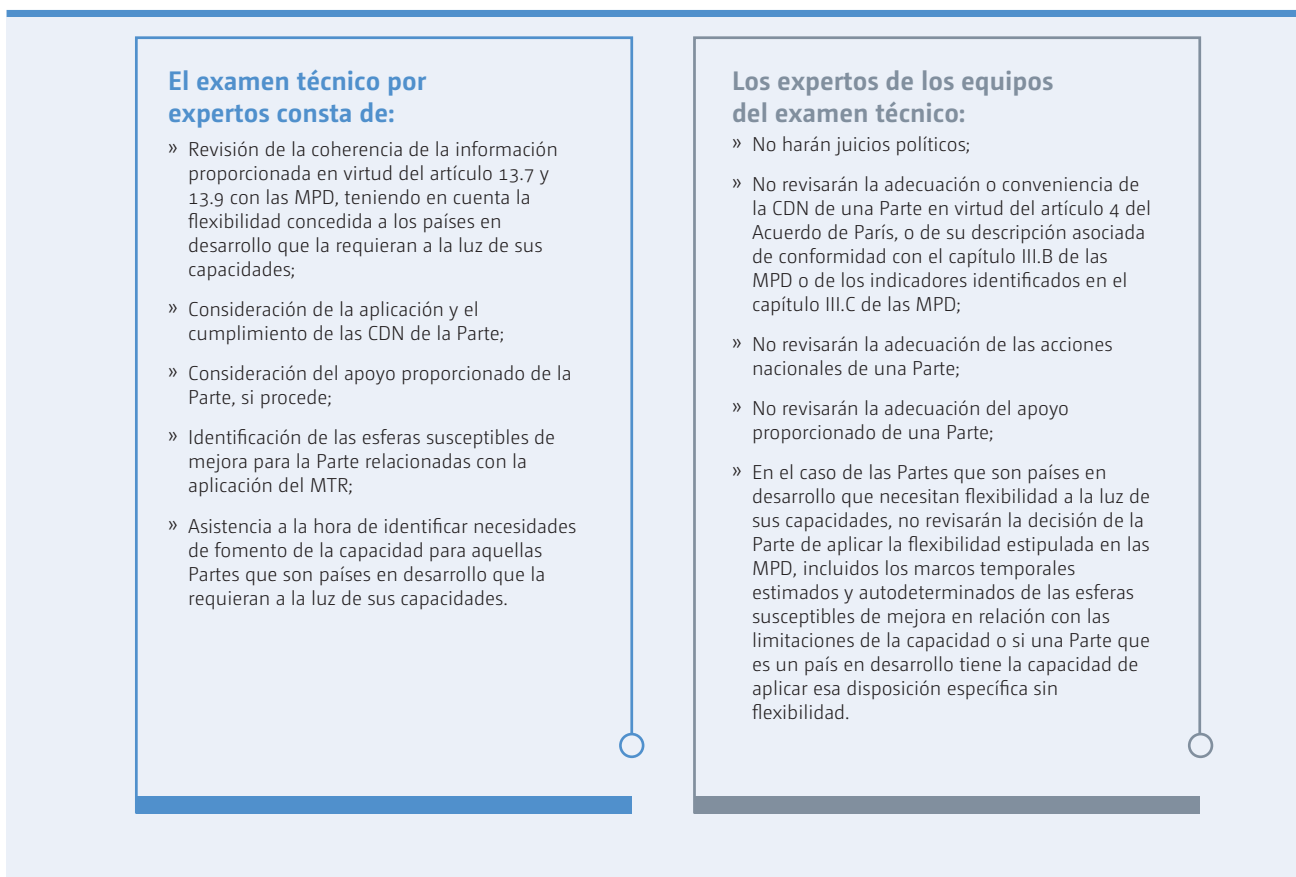 El examen técnico por
expertos consta de:
» Revisión de la coherencia de la información
proporcionada en virtud del artículo 13.7 y
13.9 con las MPD, teniendo en cuenta la
flexibilidad concedida a los países en
desarrollo que la requieran a la luz de sus
capacidades;
» Consideración de la aplicación y el
cumplimiento de las CDN de la Parte;
» Consideración del apoyo proporcionado de la
Parte, si procede;
» Identificación de las esferas susceptibles de
mejora para la Parte relacionadas con la
aplicación del MTR;
» Asistencia a la hora de identificar necesidades
de fomento de la capacidad para aquellas
Partes que son países en desarrollo que la
requieran a la luz de sus capacidades.
Los expertos de los equipos
del examen técnico:
» No harán juicios políticos;
» No revisarán la adecuación o conveniencia de
la CDN de una Parte en virtud del artículo 4 del
Acuerdo de París, o de su descripción asociada
de conformidad con el capítulo III.B de las
MPD o de los indicadores identificados en el
capítulo III.C de las MPD;
» No revisarán la adecuación de las acciones
nacionales de una Parte;
» No revisarán la adecuación del apoyo
proporcionado de una Parte;
» En el caso de las Partes que son países en
desarrollo que necesitan flexibilidad a la luz de
sus capacidades, no revisarán la decisión de la
Parte de aplicar la flexibilidad estipulada en las
MPD, incluidos los marcos temporales
estimados y autodeterminados de las esferas
susceptibles de mejora en relación con las
limitaciones de la capacidad o si una Parte que
es un país en desarrollo tiene la capacidad de
aplicar esa disposición específica sin
flexibilidad.